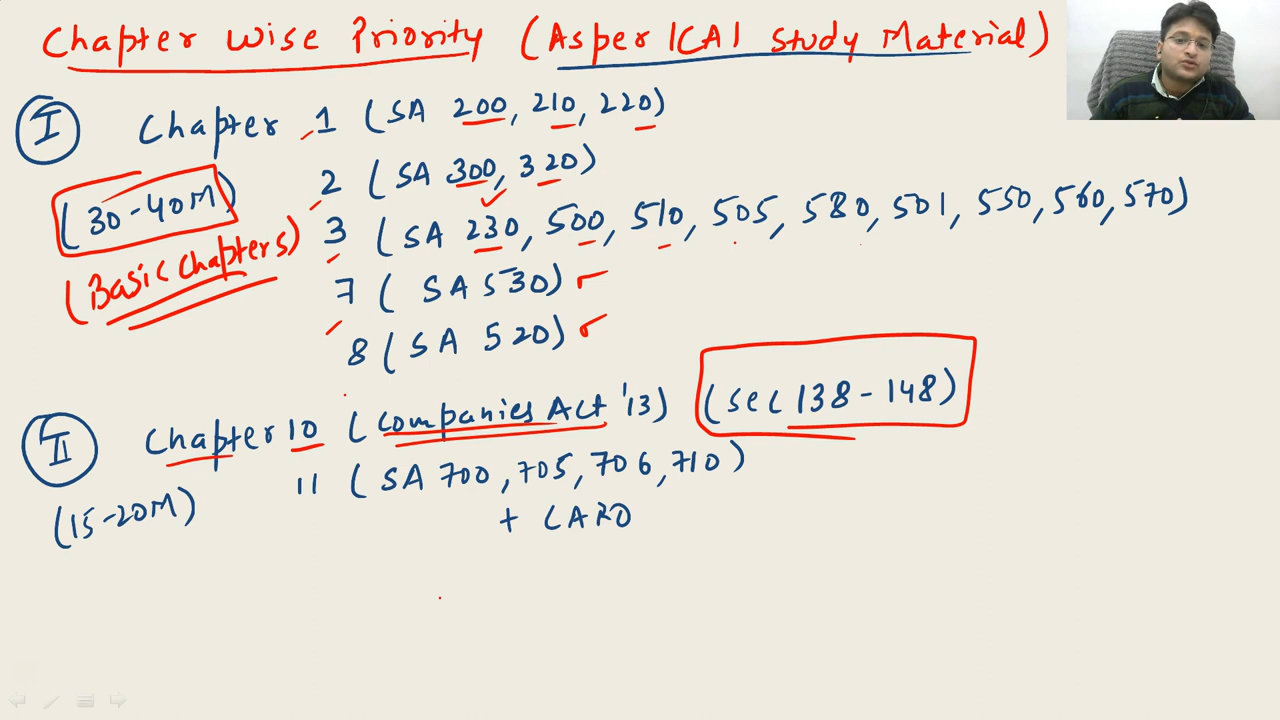 Chapter Wise Priority (As per ICAI Study Material)
I Chapter 1 (SA 200, 210, 220)
2 (SA 300, 320)
(30-40M)
3 (SA 230, 500, 510, 505, 580, 501, 550, 560, 570)
(Basic Chapters)
7 (SA 530)
8 (SA 520)
II Chapter 10 (Companies Act '13) (Sec 138-148)
11 (SA 700, 705, 706, 710)
(15-20M)
+ CARO